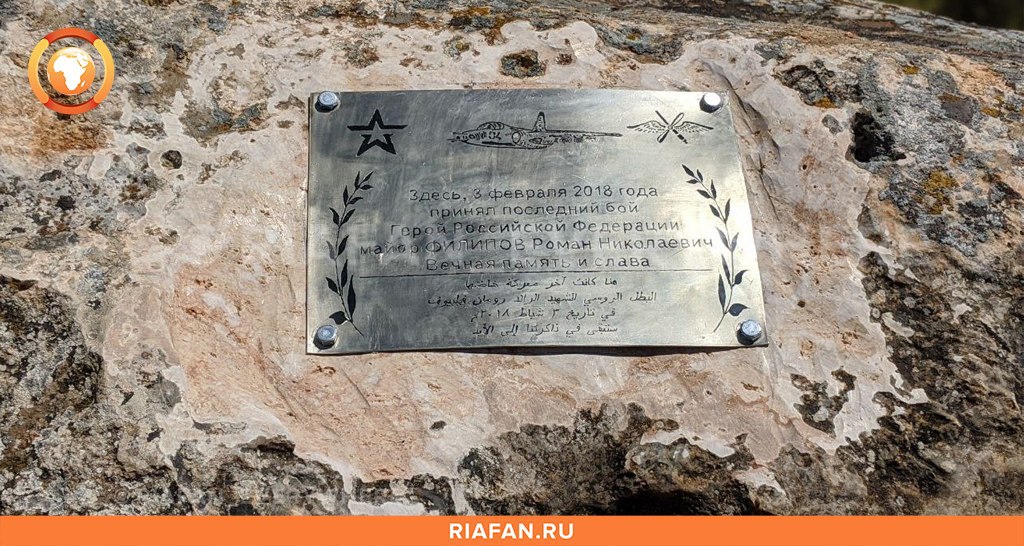 Здесь, 3 февраля 2018 года
принял последний бой
Герой Российской Федерации
майор ФИЛИПОВ Роман Николаевич
Вечная память и слава
هنا كانت آخر معركة خاضها
البطل الروسي الشهيد الرائد رومان فيليبوف
في تاريخ ٣ شباط ٢٠١٨م
ستبقى في ذاكرتنا إلى الأبد
RIAFAN.RU